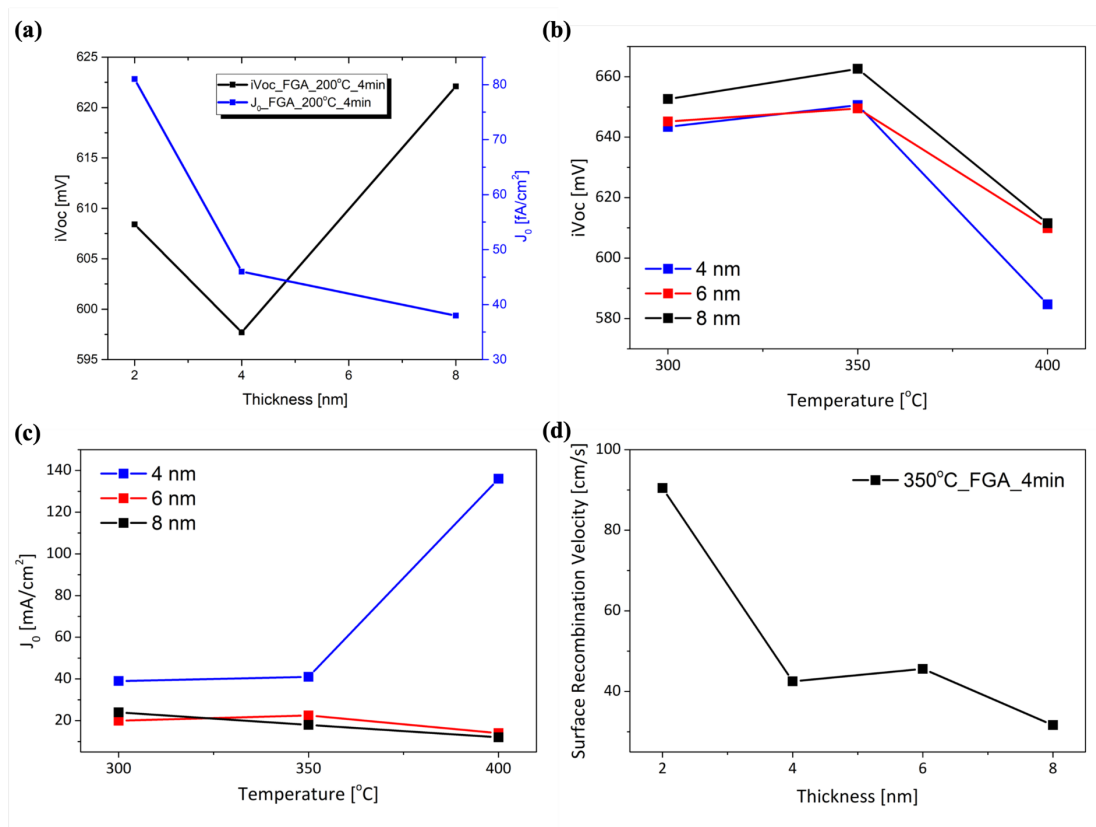 (a)
625
620
615
610
605
600
595
iVoc [mV]
iVoc_FGA_200°C_4min
J₀_FGA_200°C_4min
80
70
60
50
40
30
J₀ [fA/cm²]
2 4 6 8
Thickness [nm]
(b)
660
640
620
600
580
iVoc [mV]
4 nm
6 nm
8 nm
300 350 400
Temperature [°C]
(c)
140
120
100
80
60
40
20
J₀ [mA/cm²]
4 nm
6 nm
8 nm
300 350 400
Temperature [°C]
(d)
100
80
60
40
Surface Recombination Velocity [cm/s]
350°C_FGA_4min
2 4 6 8
Thickness [nm]